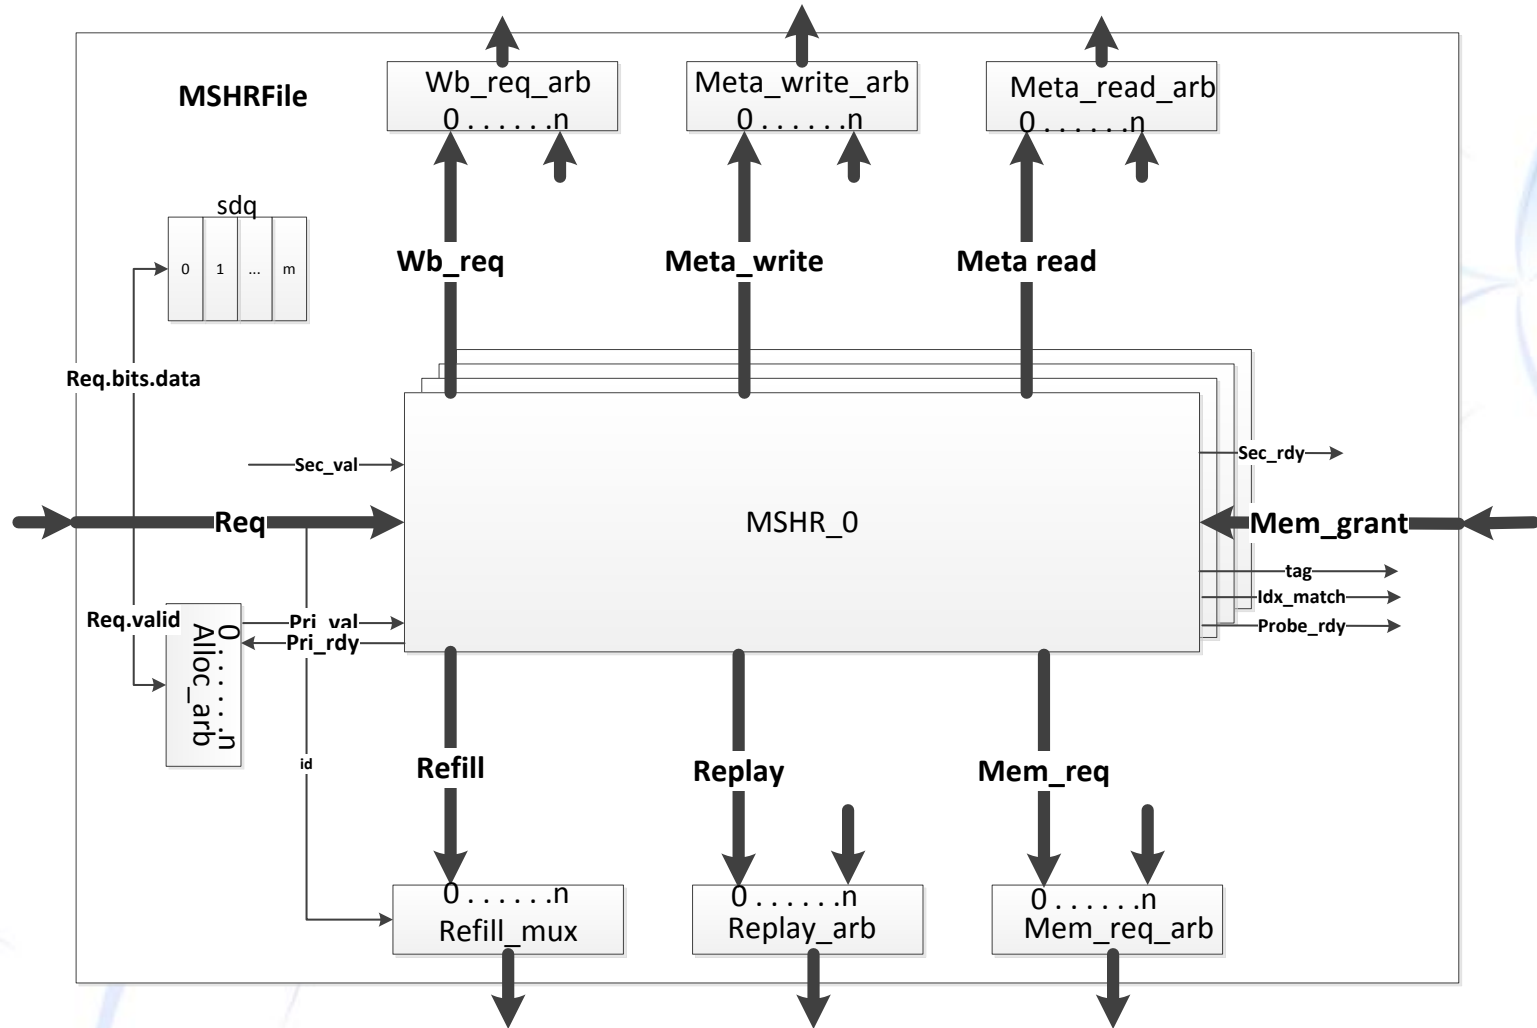 Wb_req_arb
0 . . . . . .n
Meta_write_arb
0 . . . . . .n
Meta_read_arb
0 . . . . . .n
MSHRFile
sdq
0 1 ... m
Wb_req
Meta_write
Meta read
Req.bits.data
Sec_val
Sec_rdy
Req
MSHR_0
Mem_grant
tag
Idx_match
Probe_rdy
Req.valid
Pri_val
Pri_rdy
0. . . . . .n
Alloc_arb
id
Refill
Replay
Mem_req
0 . . . . . .n
Refill_mux
0 . . . . . .n
Replay_arb
0 . . . . . .n
Mem_req_arb